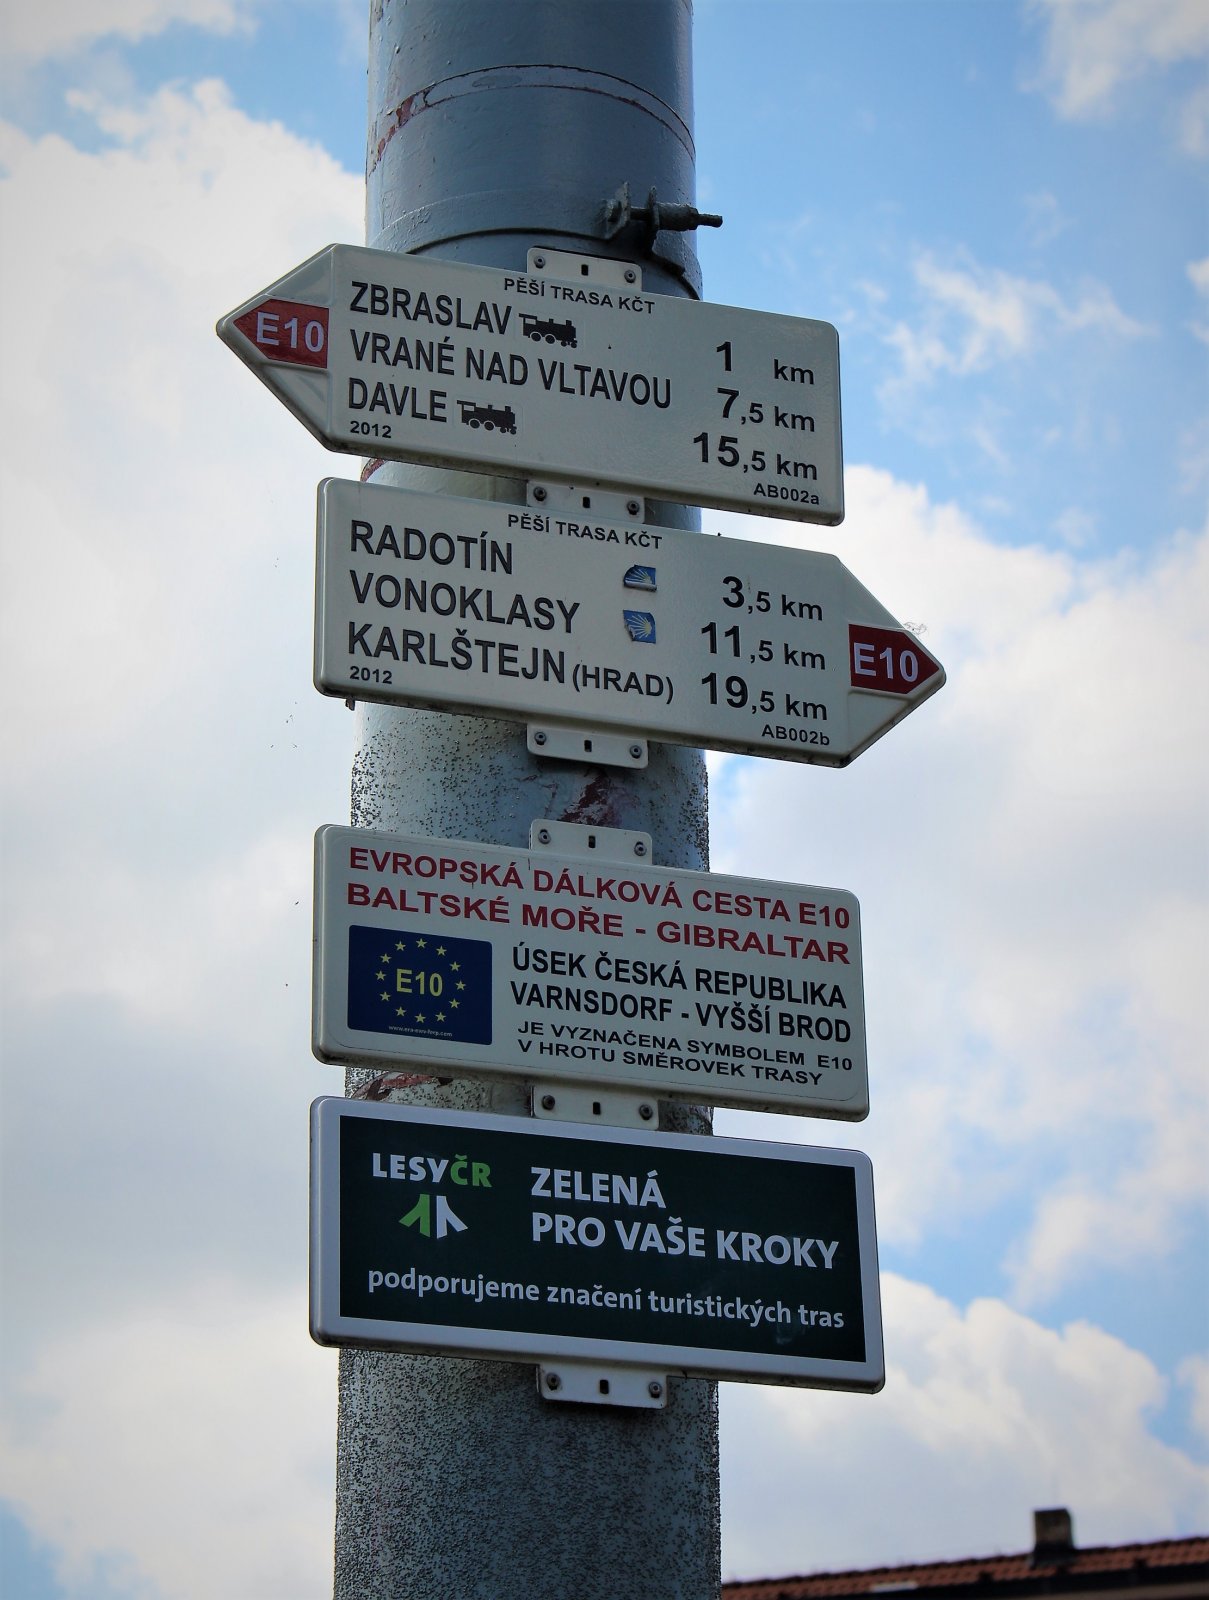 PĚŠÍ TRASA KČT
ZBRASLAV 1 km
E10
VRANÉ NAD VLTAVOU 7,5 km
DAVLE 15,5 km
2012
AB002a
PĚŠÍ TRASA KČT
RADOTÍN 3,5 km
VONOKLASY 11,5 km
E10
KARLŠTEJN (HRAD) 19,5 km
2012
AB002b
EVROPSKÁ DÁLKOVÁ CESTA E10
BALTSKÉ MOŘE - GIBRALTAR
E10
ÚSEK ČESKÁ REPUBLIKA
VARNSDORF - VYŠŠÍ BROD
JE VYZNAČENA SYMBOLEM E10
V HROTU SMĚROVEK TRASY
LESYČR
ZELENÁ
PRO VAŠE KROKY
podporujeme značení turistických tras